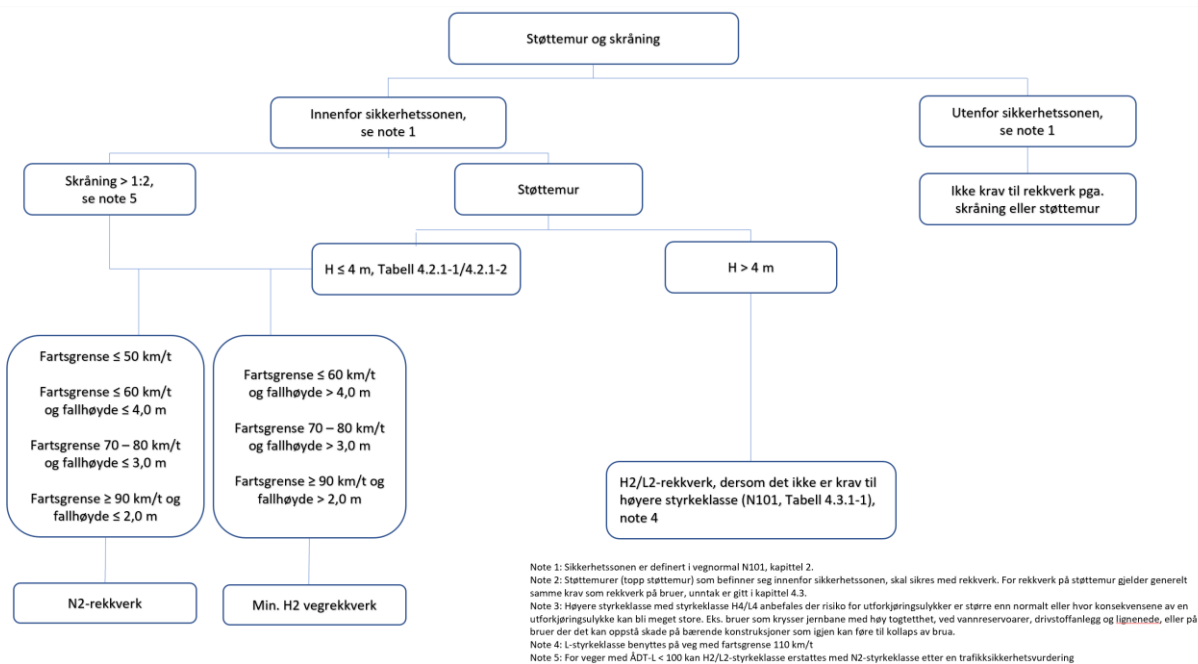 Støttemur og skråning
Innenfor sikkerhetssonen,
se note 1
Utenfor sikkerhetssonen,
se note 1
Skråning > 1:2,
se note 5
Støttemur
Ikke krav til rekkverk pga.
skråning eller støttemur
H ≤ 4 m, Tabell 4.2.1-1/4.2.1-2
H > 4 m
Fartsgrense ≤ 50 km/t
Fartsgrense ≤ 60 km/t
og fallhøyde ≤ 4,0 m
Fartsgrense 70 – 80 km/t
og fallhøyde ≤ 3,0 m
Fartsgrense ≥ 90 km/t og
fallhøyde ≤ 2,0 m
Fartsgrense ≤ 60 km/t
og fallhøyde > 4,0 m
Fartsgrense 70 – 80 km/t
og fallhøyde > 3,0 m
Fartsgrense ≥ 90 km/t og
fallhøyde > 2,0 m
H2/L2-rekkverk, dersom det ikke er krav til
høyere styrkeklasse (N101, Tabell 4.3.1-1),
note 4
N2-rekkverk
Min. H2 vegrekkverk
Note 1: Sikkerhetssonen er definert i vegnormal N101, kapittel 2.
Note 2: Støttemurer (topp støttemur) som befinner seg innenfor sikkerhetssonen, skal sikres med rekkverk. For rekkverk på støttemur gjelder generelt
samme krav som rekkverk på bruer, unntak er gitt i kapittel 4.3.
Note 3: Høyere styrkeklasse med styrkeklasse H4/L4 anbefales der risiko for utforkjøringsulykker er større enn normalt eller hvor konsekvensene av en
utforkjøringsulykke kan bli meget store. Eks. bruer som krysser jernbane med høy togtetthet, ved vannreservoarer, drivstoffanlegg og lignenede, eller på
bruer der det kan oppstå skade på bærende konstruksjoner som igjen kan føre til kollaps av brua.
Note 4: L-styrkeklasse benyttes på veg med fartsgrense 110 km/t
Note 5: For veger med ÅDT-L < 100 kan H2/L2-styrkeklasse erstattes med N2-styrkeklasse etter en trafikksikkerhetsvurdering